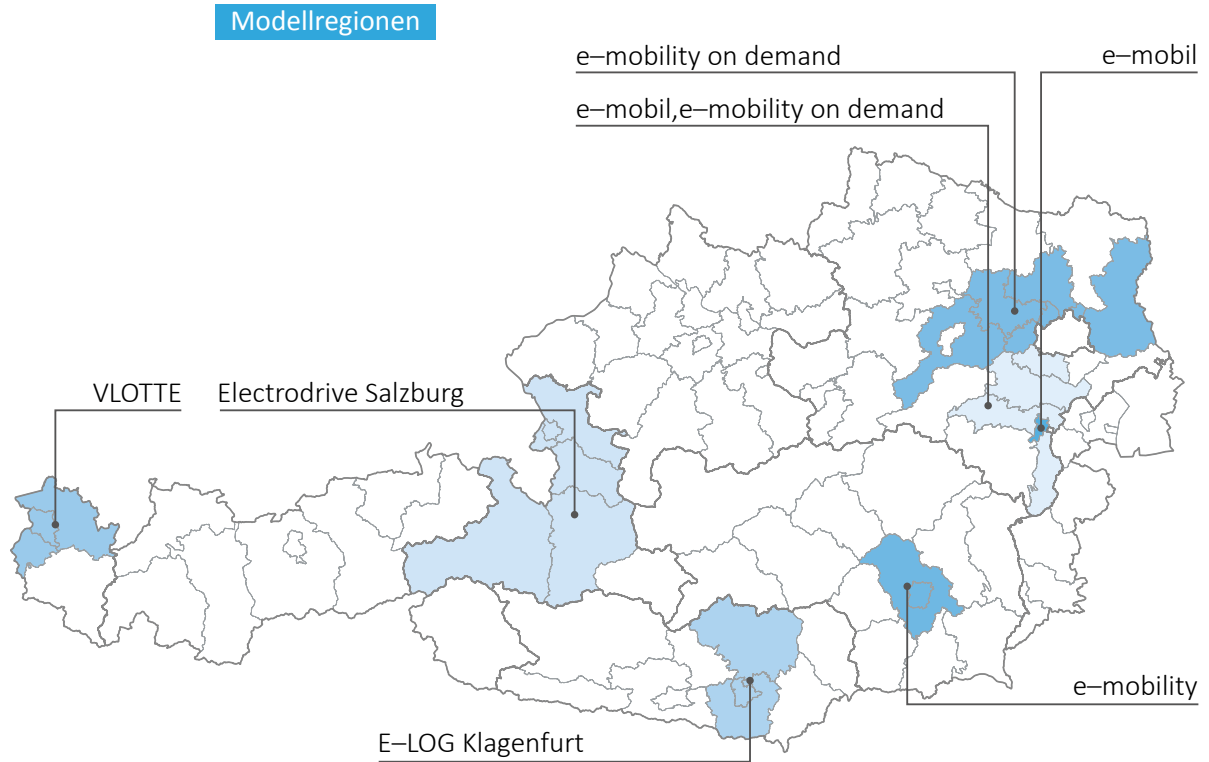 Modellregionen
e–mobility on demand
e–mobil
e–mobil,e–mobility on demand
VLOTTE
Electrodrive Salzburg
e–mobility
E–LOG Klagenfurt